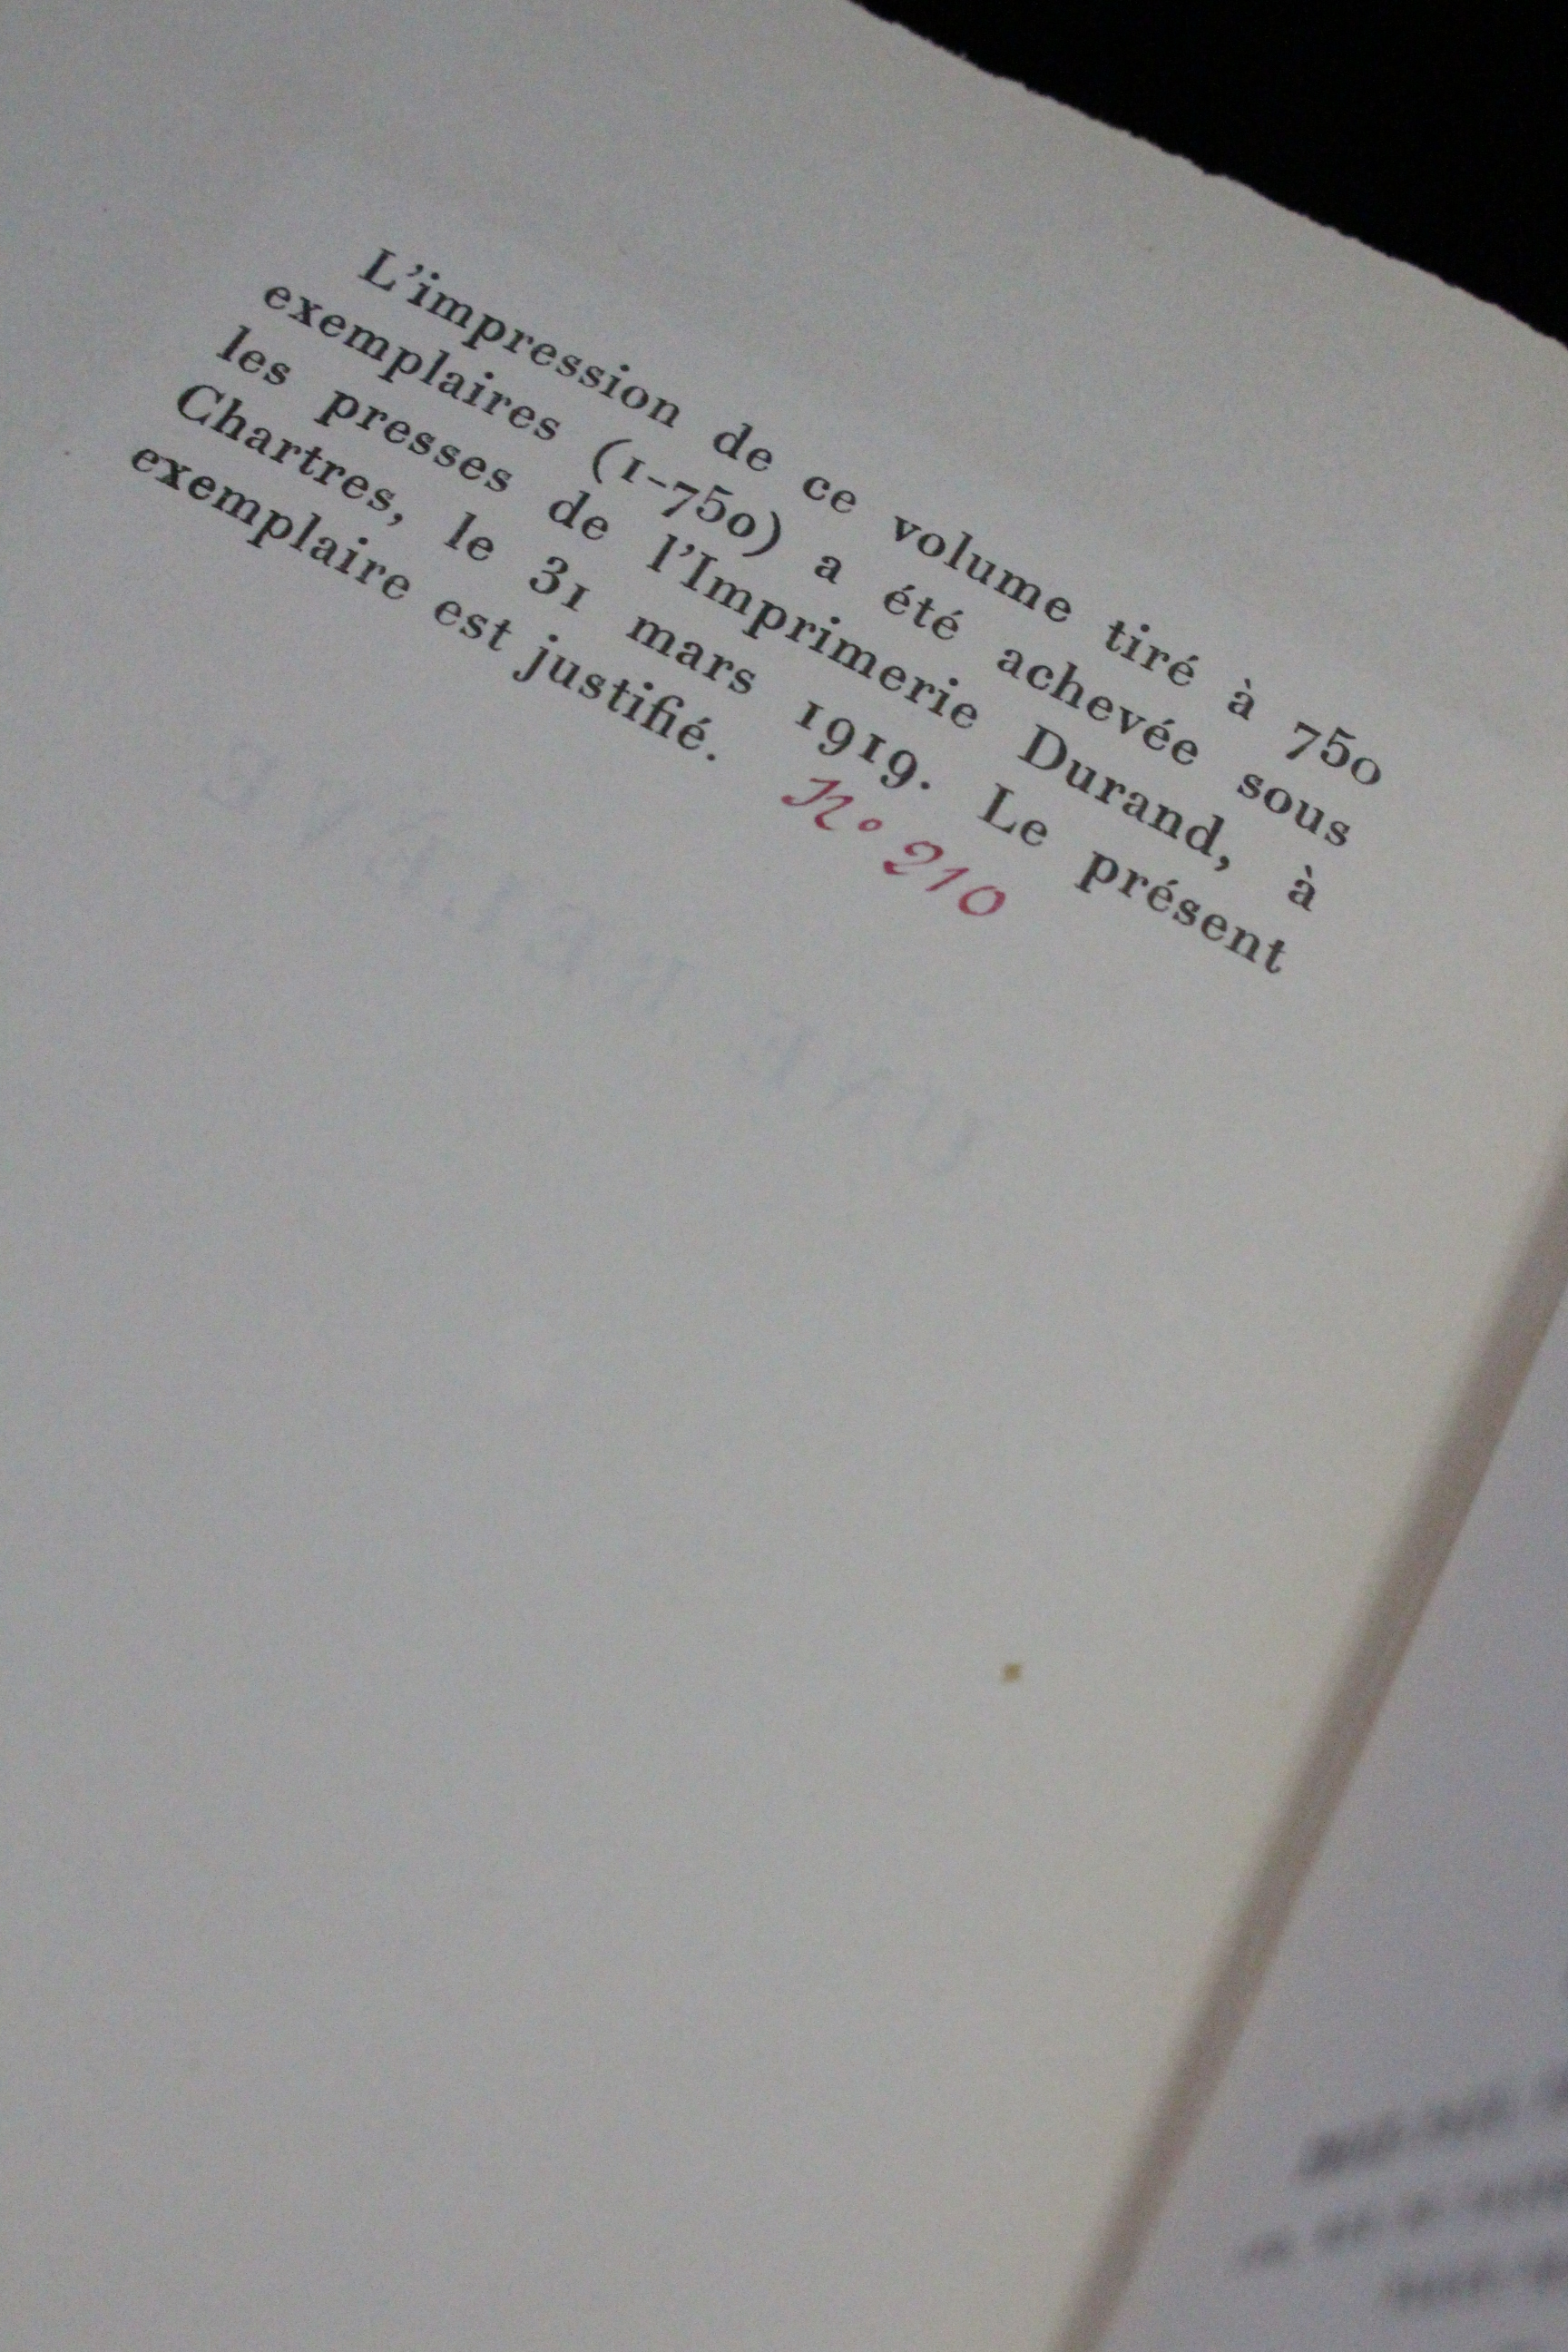 L'impression de ce volume tiré à 750
exemplaires (1-750) a été achevée sous
les presses de l'Imprimerie Durand, à
Chartres, le 31 mars 1919. Le présent
exemplaire est justifié. N° 210